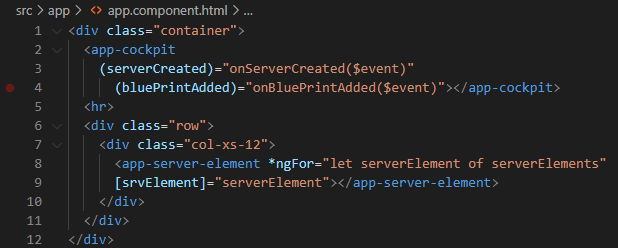 src > app > <> app.component.html > ...
1 <div class="container">
2 <app-cockpit
3 (serverCreated)="onServerCreated($event)"
4 (bluePrintAdded)="onBluePrintAdded($event)"></app-cockpit>
5 <hr>
6 <div class="row">
7 <div class="col-xs-12">
8 <app-server-element *ngFor="let serverElement of serverElements"
9 [srvElement]="serverElement"></app-server-element>
10 </div>
11 </div>
12 </div>